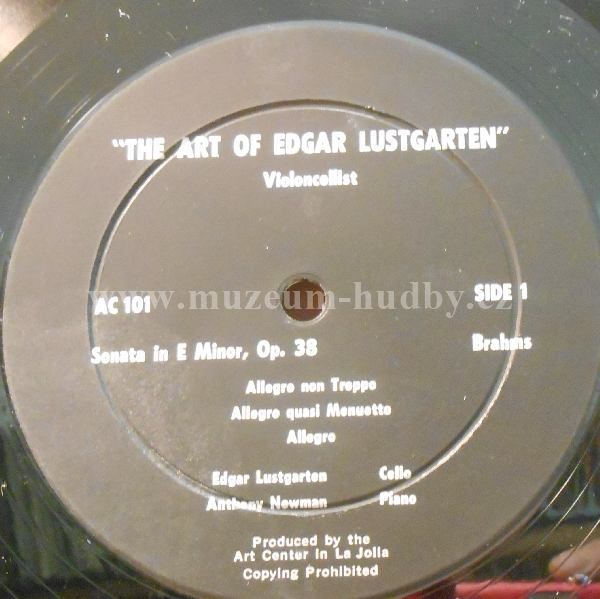 "THE ART OF EDGAR LUSTGARTEN"
Violoncellist
AC 101 SIDE 1
www.muzeum-hudby.cz
Sonata in E Minor, Op. 38 Brahms
Allegro non Troppo
Allegro quasi Menuetto
Allegro
Edgar Lustgarten Cello
Anthony Newman Piano
Produced by the
Art Center in La Jolla
Copying Prohibited